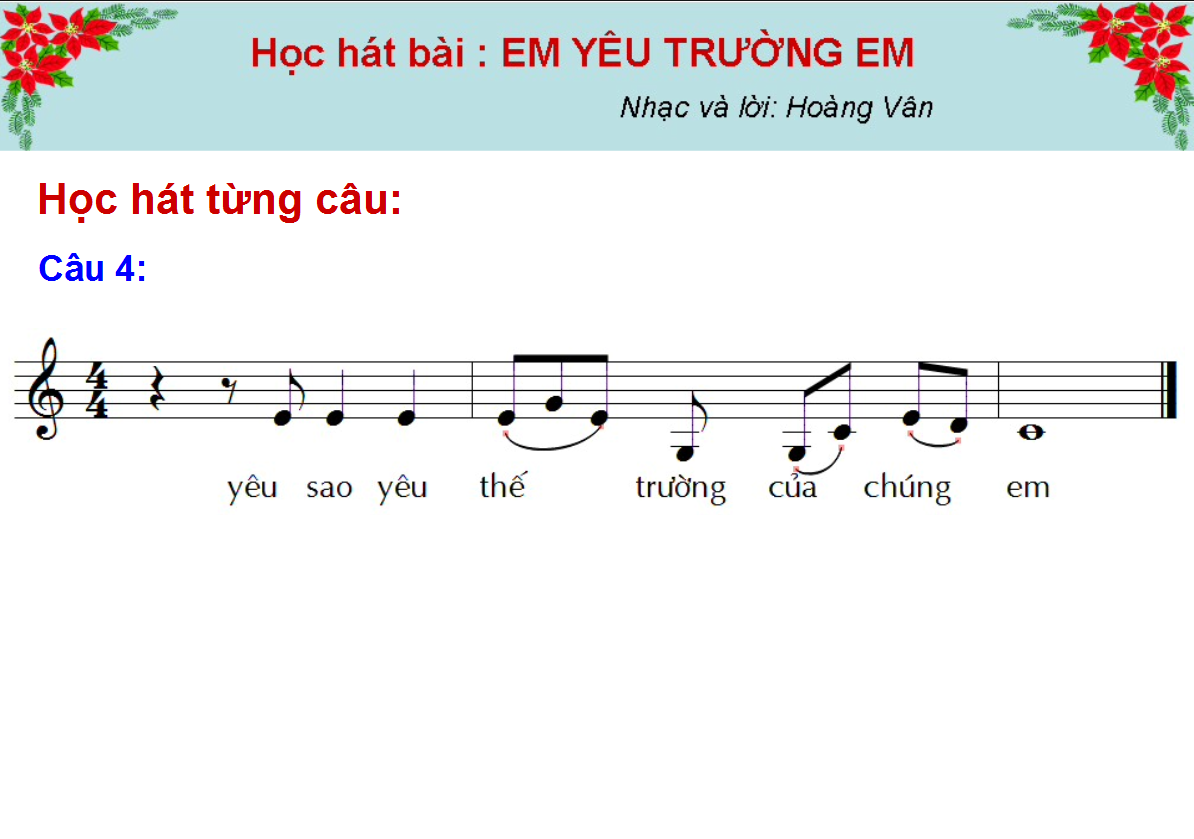 Học hát bài : EM YÊU TRƯỜNG EM
Nhạc và lời: Hoàng Vân
Học hát từng câu:
Câu 4:
4
4
yêu sao yêu thế trường của chúng em